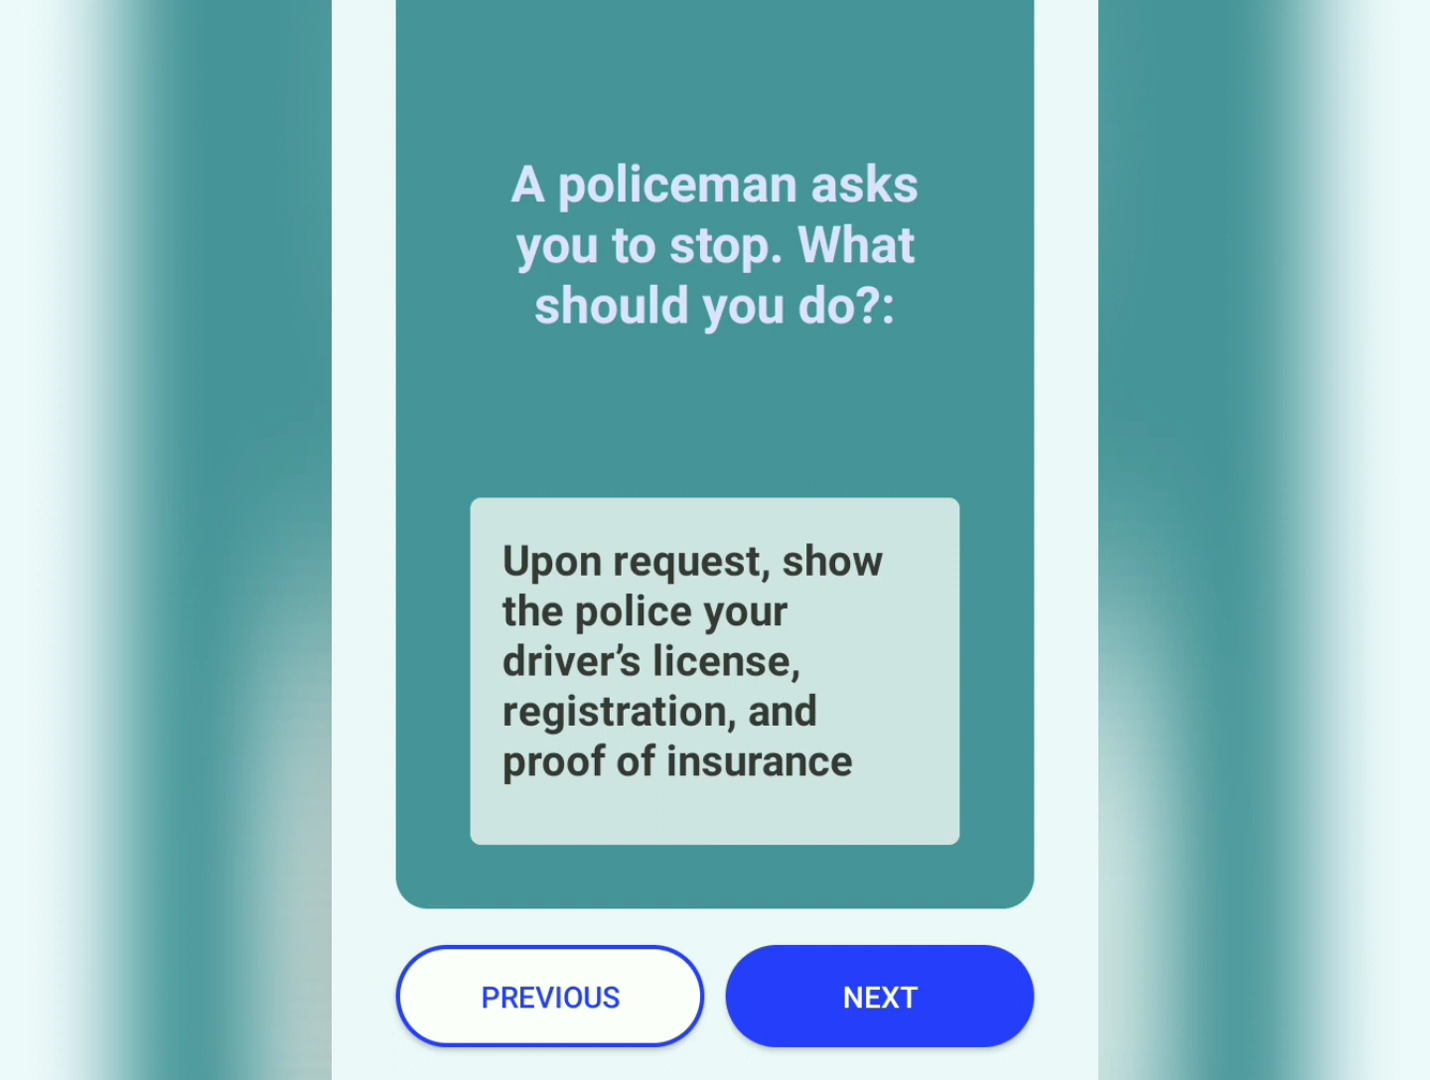 A policeman asks
you to stop. What
should you do?:
Upon request, show
the police your
driver’s license,
registration, and
proof of insurance
PREVIOUS
NEXT